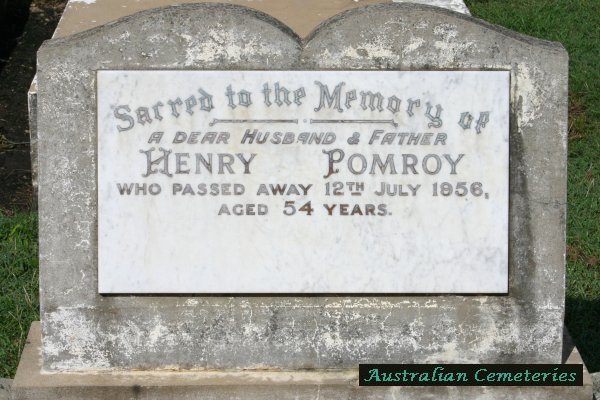 Sacred to the Memory of
A DEAR HUSBAND & FATHER
HENRY POMROY
WHO PASSED AWAY 12TH JULY 1956,
AGED 54 YEARS.
Australian Cemeteries